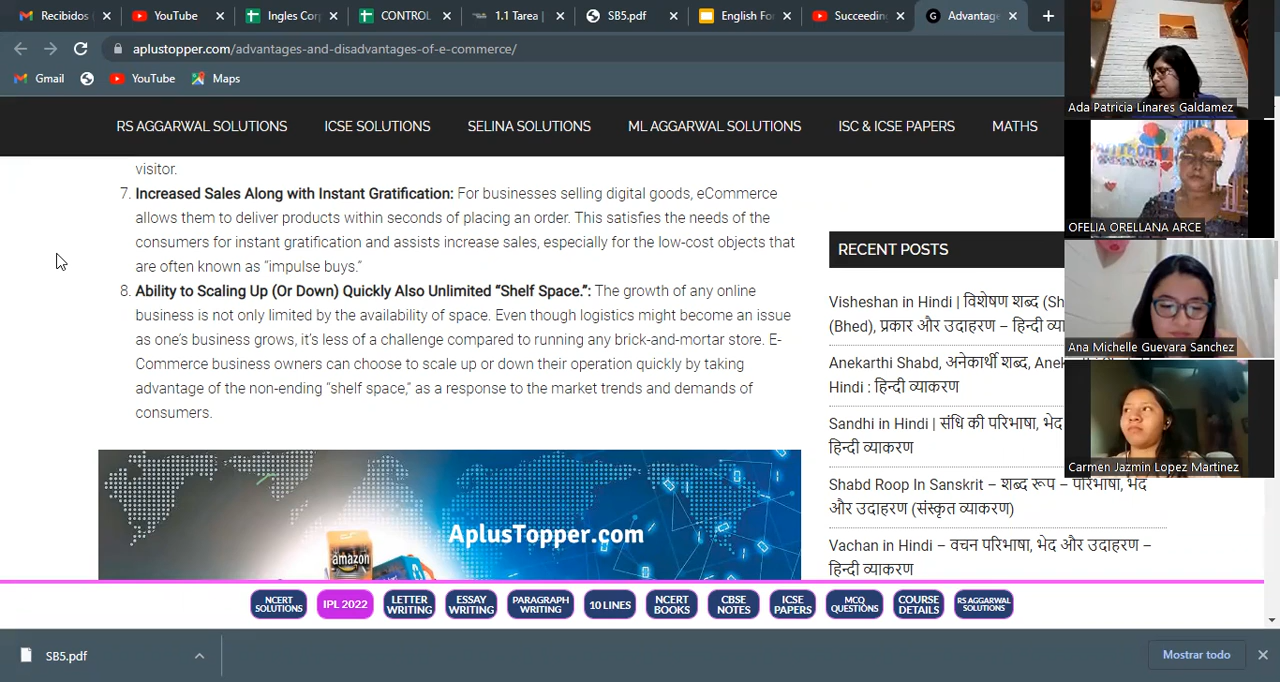 Recibidos (
YouTube
Ingles Cor
CONTROL
1.1 Tarea |
SB5.pdf
English Fo
Succeeding
Advantage
aplustopper.com/advantages-and-disadvantages-of-e-commerce/
Gmail
YouTube
Maps
RS AGGARWAL SOLUTIONS
ICSE SOLUTIONS
SELINA SOLUTIONS
ML AGGARWAL SOLUTIONS
ISC & ICSE PAPERS
MATHS
visitor.
7. Increased Sales Along with Instant Gratification: For businesses selling digital goods, eCommerce
allows them to deliver products within seconds of placing an order. This satisfies the needs of the
consumers for instant gratification and assists increase sales, especially for the low-cost objects that
are often known as “impulse buys.”
8. Ability to Scaling Up (Or Down) Quickly Also Unlimited “Shelf Space.”: The growth of any online
business is not only limited by the availability of space. Even though logistics might become an issue
as one’s business grows, it’s less of a challenge compared to running any brick-and-mortar store. E-
Commerce business owners can choose to scale up or down their operation quickly by taking
advantage of the non-ending “shelf space,” as a response to the market trends and demands of
consumers.
AplusTopper.com
amazon
RECENT POSTS
Visheshan in Hindi | विशेषण शब्द (Sh
(Bhed), प्रकार और उदाहरण – हिन्दी व्या
Anekarthi Shabd, अनेकार्थी शब्द, Anek
Hindi : हिन्दी व्याकरण
Sandhi in Hindi | संधि की परिभाषा, भेद
हिन्दी व्याकरण
Shabd Roop In Sanskrit – शब्द रूप – परिभाषा, भेद
और उदाहरण (संस्कृत व्याकरण)
Vachan in Hindi – वचन परिभाषा, भेद और उदाहरण –
हिन्दी व्याकरण
Ada Patricia Linares Galdamez
OFELIA ORELLANA ARCE
Ana Michelle Guevara Sanchez
Carmen Jazmin Lopez Martinez
NCERT SOLUTIONS
IPL 2022
LETTER WRITING
ESSAY WRITING
PARAGRAPH WRITING
10 LINES
NCERT BOOKS
CBSE NOTES
ICSE PAPERS
MCQ QUESTIONS
COURSE DETAILS
RS AGGARWAL SOLUTIONS
SB5.pdf
Mostrar todo